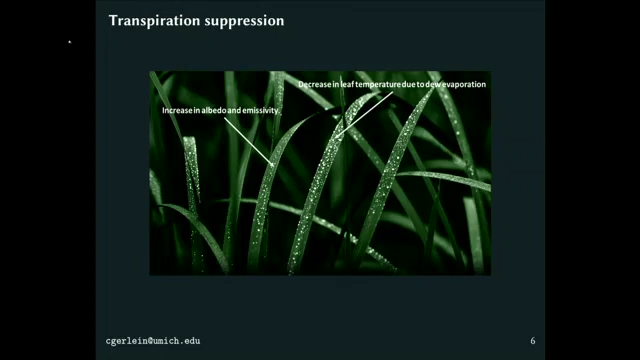 Transpiration suppression
Decrease in leaf temperature due to dew evaporation
Increase in albedo and emissivity
cgerlein@umich.edu
6